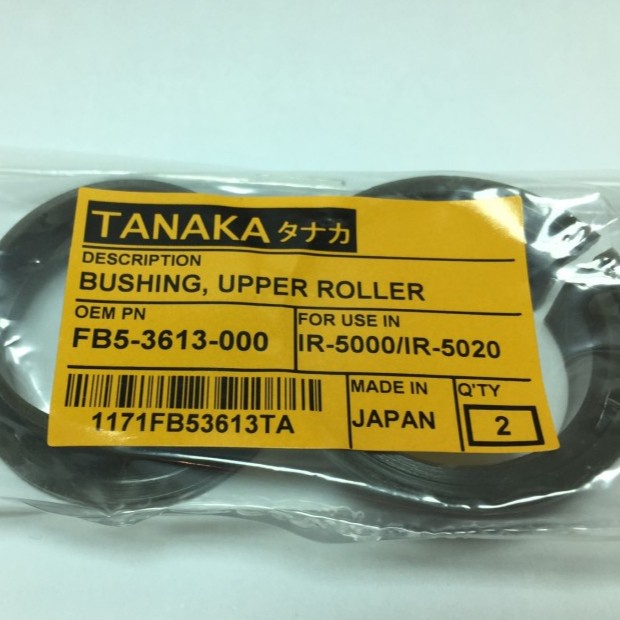 TANAKA タナカ
DESCRIPTION
BUSHING, UPPER ROLLER
OEM PN
FB5-3613-000
FOR USE IN
IR-5000/IR-5020
1171FB53613TA
MADE IN
JAPAN
Q'TY
2